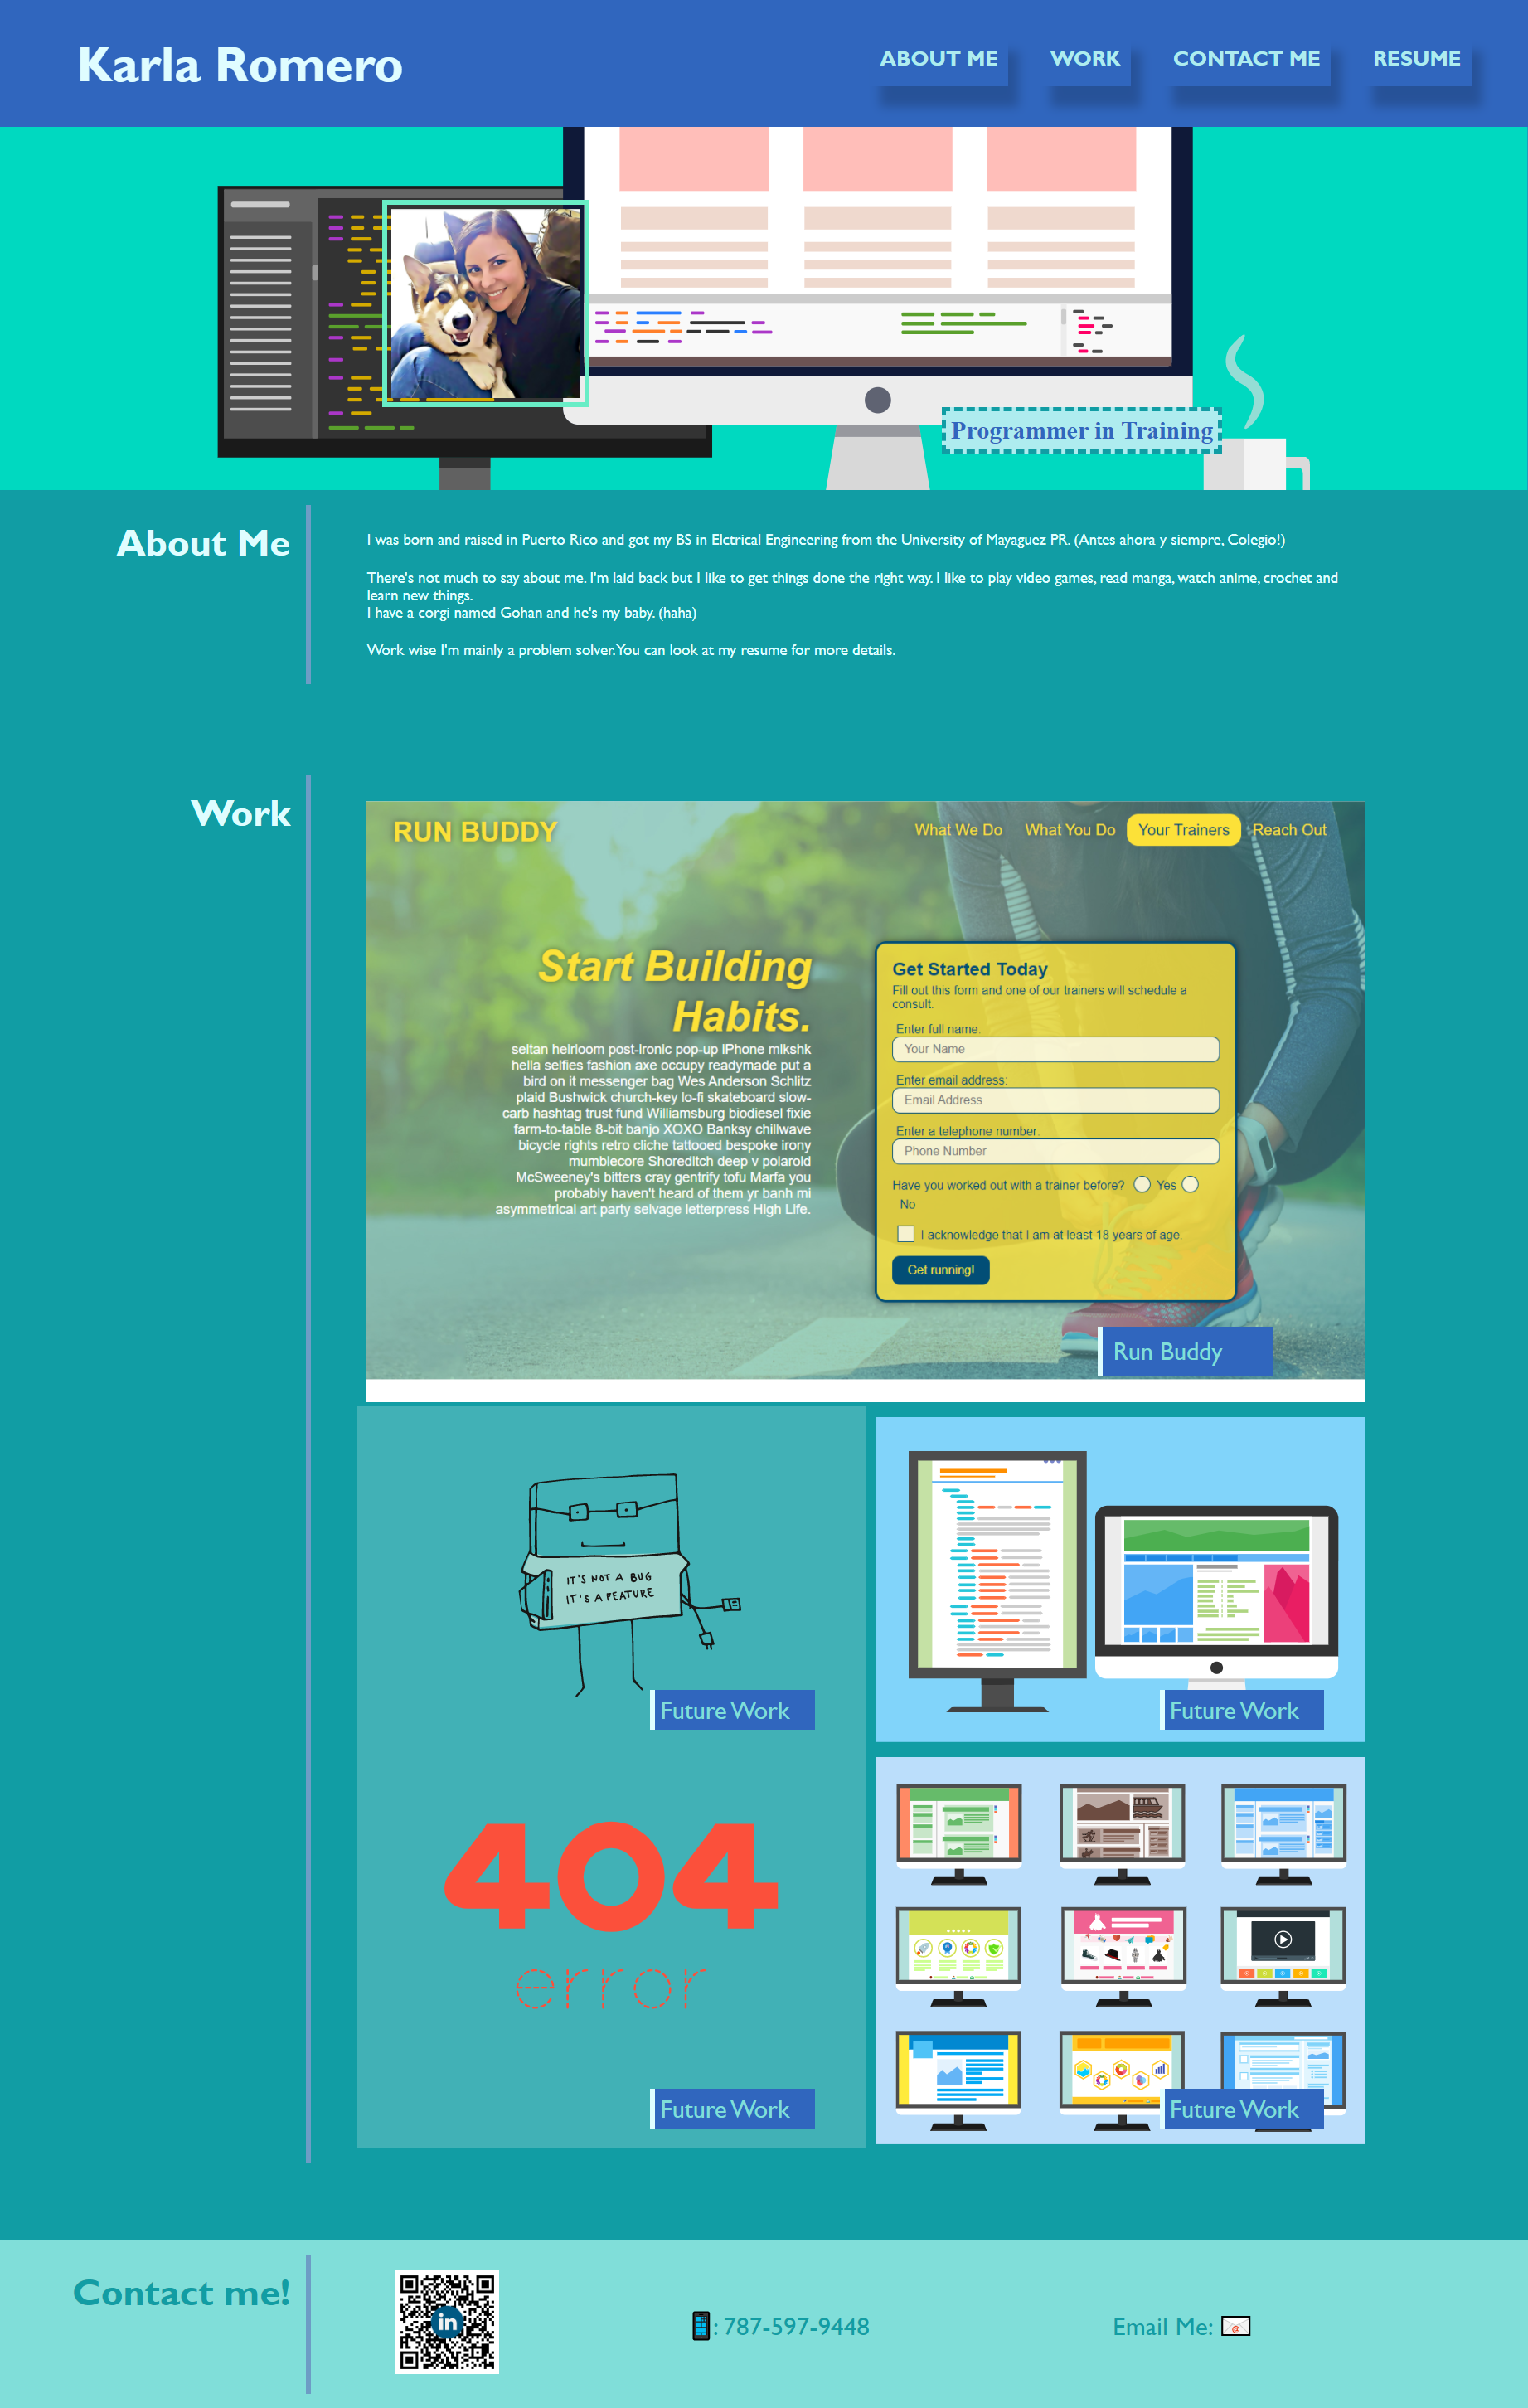 Karla Romero
ABOUT ME
WORK
CONTACT ME
RESUME
Programmer in Training
About Me
I was born and raised in Puerto Rico and got my BS in Elctrical Engineering from the University of Mayaguez PR. (Antes ahora y siempre, Colegio!)
There's not much to say about me. I'm laid back but I like to get things done the right way. I like to play video games, read manga, watch anime, crochet and
learn new things.
I have a corgi named Gohan and he's my baby. (haha)
Work wise I'm mainly a problem solver. You can look at my resume for more details.
Work
RUN BUDDY
What We Do
What You Do
Your Trainers
Reach Out
Start Building
Habits.
seitan heirloom post-ironic pop-up iPhone mlkshk
hella selfies fashion axe occupy readymade put a
bird on it messenger bag Wes Anderson Schlitz
plaid Bushwick church-key lo-fi skateboard slow-
carb hashtag trust fund Williamsburg biodiesel fixie
farm-to-table 8-bit banjo XOXO Banksy chillwave
bicycle rights retro cliche tattooed bespoke irony
mumblecore Shoreditch deep v polaroid
McSweeney's bitters cray gentrify tofu Marfa you
probably haven't heard of them yr banh mi
asymmetrical art party selvage letterpress High Life.
Get Started Today
Fill out this form and one of our trainers will schedule a
consult.
Enter full name:
Your Name
Enter email address:
Email Address
Enter a telephone number:
Phone Number
Have you worked out with a trainer before? Yes
No
I acknowledge that I am at least 18 years of age.
Get running!
Run Buddy
IT'S NOT A BUG
IT'S A FEATURE
Future Work
Future Work
404
error
Future Work
Future Work
Contact me!
in
: 787-597-9448
Email Me: